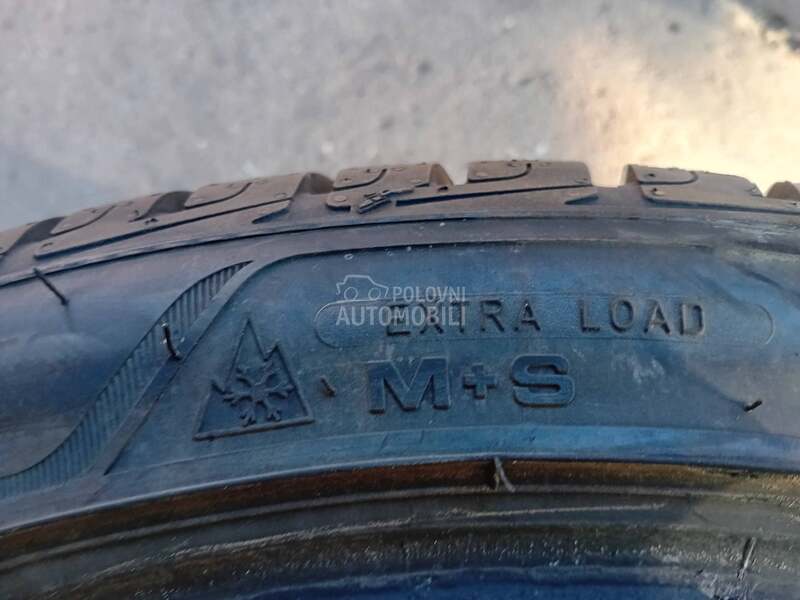 POLOVNI
AUTOMOBILI
EXTRA LOAD
M+S